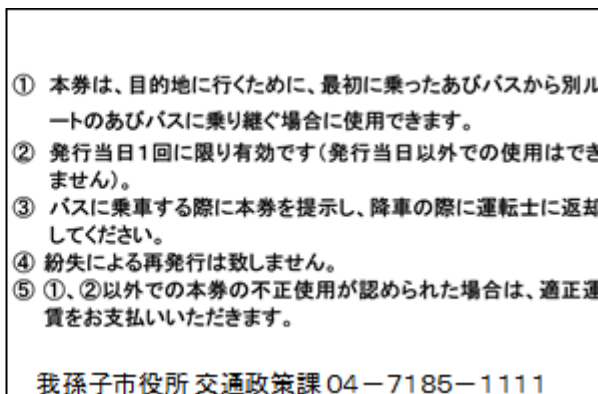 ① 本券は、目的地に行くために、最初に乗ったあびバスから別ル
ートのあびバスに乗り継ぐ場合に使用できます。
② 発行当日1回に限り有効です(発行当日以外での使用はでき
ません)。
③ バスに乗車する際に本券を提示し、降車の際に運転士に返却
してください。
④ 紛失による再発行は致しません。
⑤ ①、②以外での本券の不正使用が認められた場合は、適正運
賃をお支払いいただきます。
我孫子市役所 交通政策課 04-7185-1111